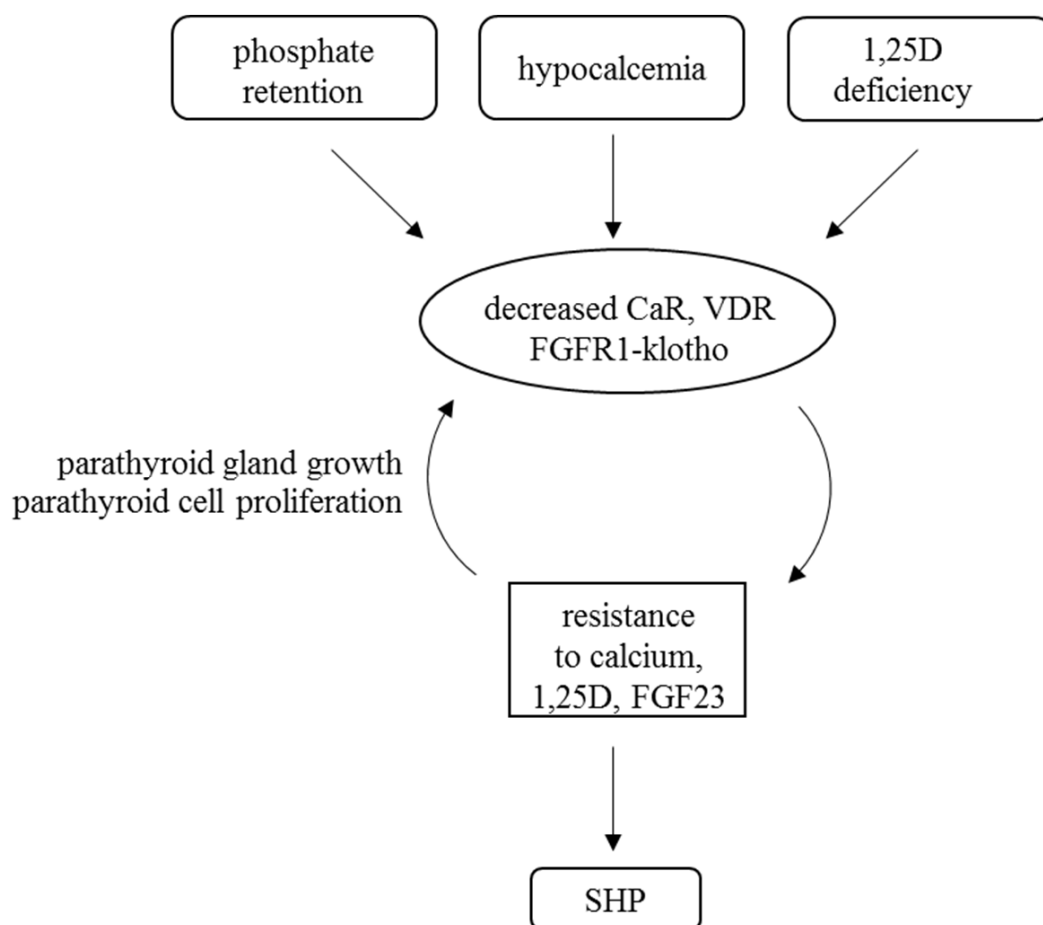 phosphate
retention
hypocalcemia
1,25D
deficiency
decreased CaR, VDR
FGFR1-klotho
parathyroid gland growth
parathyroid cell proliferation
resistance
to calcium,
1,25D, FGF23
SHP